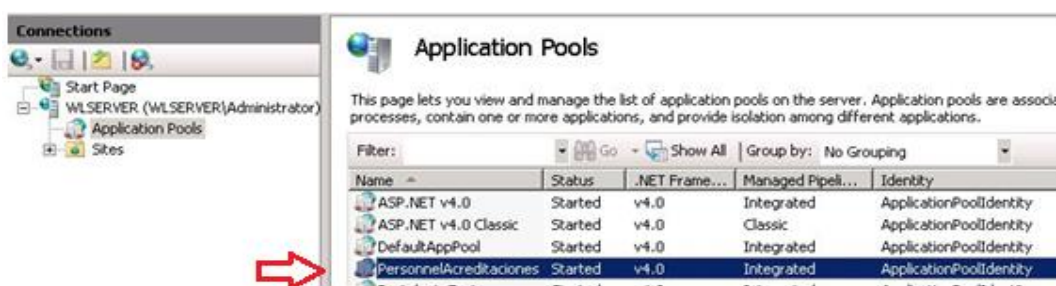 Connections
Start Page
WLSERVER (WLSERVER\Administrator)
Application Pools
Sites
Application Pools
This page lets you view and manage the list of application pools on the server. Application pools are associa
processes, contain one or more applications, and provide isolation among different applications.
Filter: Go Show All Group by: No Grouping
Name Status .NET Frame... Managed Pipeli... Identity
ASP.NET v4.0 Started v4.0 Integrated ApplicationPoolIdentity
ASP.NET v4.0 Classic Started v4.0 Classic ApplicationPoolIdentity
DefaultAppPool Started v4.0 Integrated ApplicationPoolIdentity
PersonnelAcreditaciones Started v4.0 Integrated ApplicationPoolIdentity